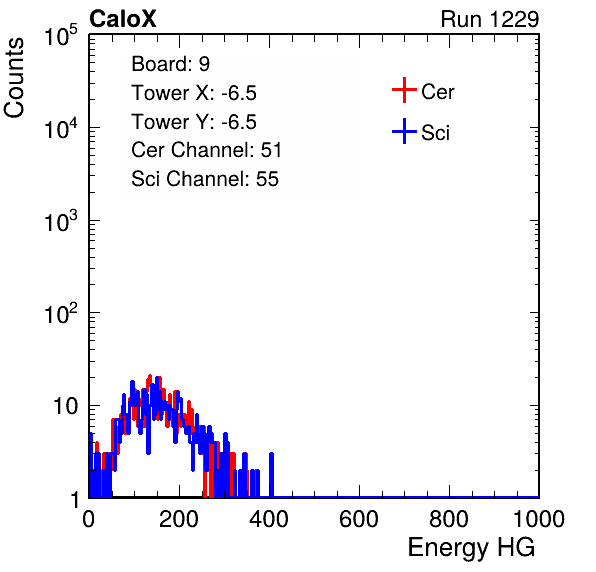 CaloX Run 1229
Counts
10^5
10^4
10^3
10^2
10
1
Board: 9
Tower X: -6.5
Tower Y: -6.5
Cer Channel: 51
Sci Channel: 55
Cer
Sci
0 200 400 600 800 1000
Energy HG